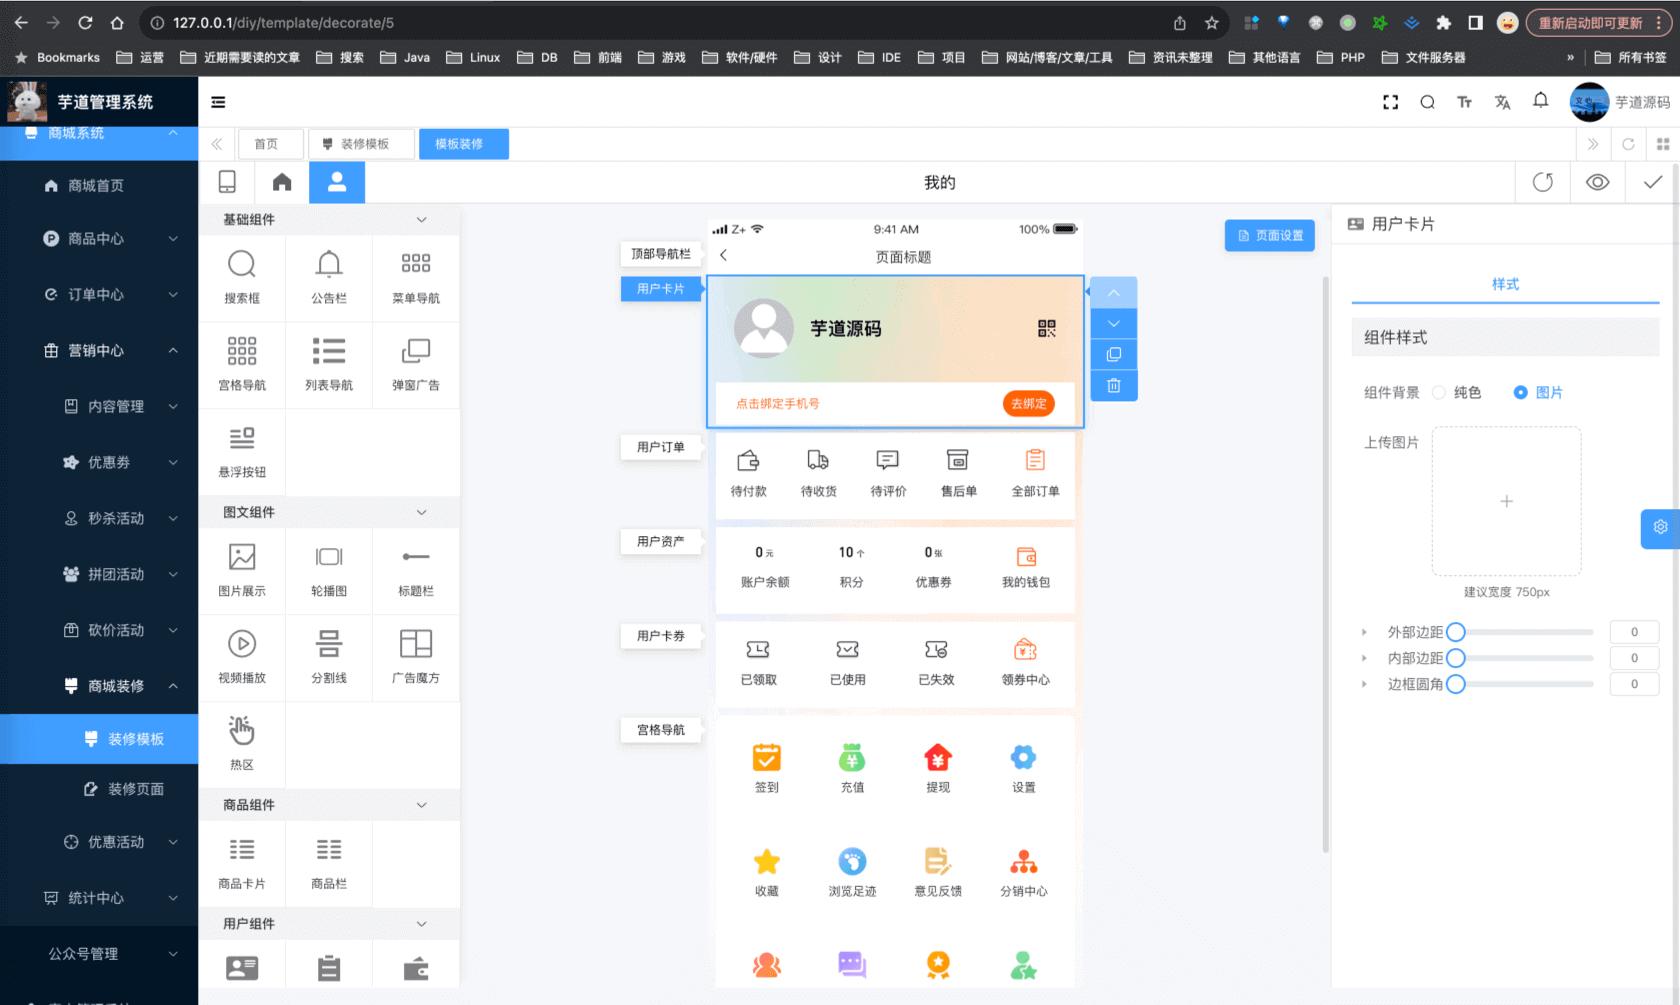 127.0.0.1/diy/template/decorate/5
重新启动即可更新
Bookmarks 运营 近期需要读的文章 搜索 Java Linux DB 前端 游戏 软件/硬件 设计 IDE 项目 网站/博客/文章/工具 资讯未整理 其他语言 PHP 文件服务器 » 所有书签
芋道管理系统
芋道源码
商城系统
首页 装修模板 模板装修
我的
商城首页
商品中心
订单中心
营销中心
内容管理
优惠券
秒杀活动
拼团活动
砍价活动
商城装修
装修模板
装修页面
优惠活动
统计中心
公众号管理
基础组件
搜索框 公告栏 菜单导航
宫格导航 列表导航 弹窗广告
悬浮按钮
图文组件
图片展示 轮播图 标题栏
视频播放 分割线 广告魔方
热区
商品组件
商品卡片 商品栏
用户组件
顶部导航栏
用户卡片
用户订单
用户资产
用户卡券
宫格导航
Z+ 9:41 AM 100%
页面标题
芋道源码
点击绑定手机号 去绑定
待付款 待收货 待评价 售后单 全部订单
0元 10个 0张
账户余额 积分 优惠券 我的钱包
已领取 已使用 已失效 领券中心
签到 充值 提现 设置
收藏 浏览足迹 意见反馈 分销中心
页面设置
用户卡片
样式
组件样式
组件背景 纯色 图片
上传图片
建议宽度 750px
外部边距 0
内部边距 0
边框圆角 0